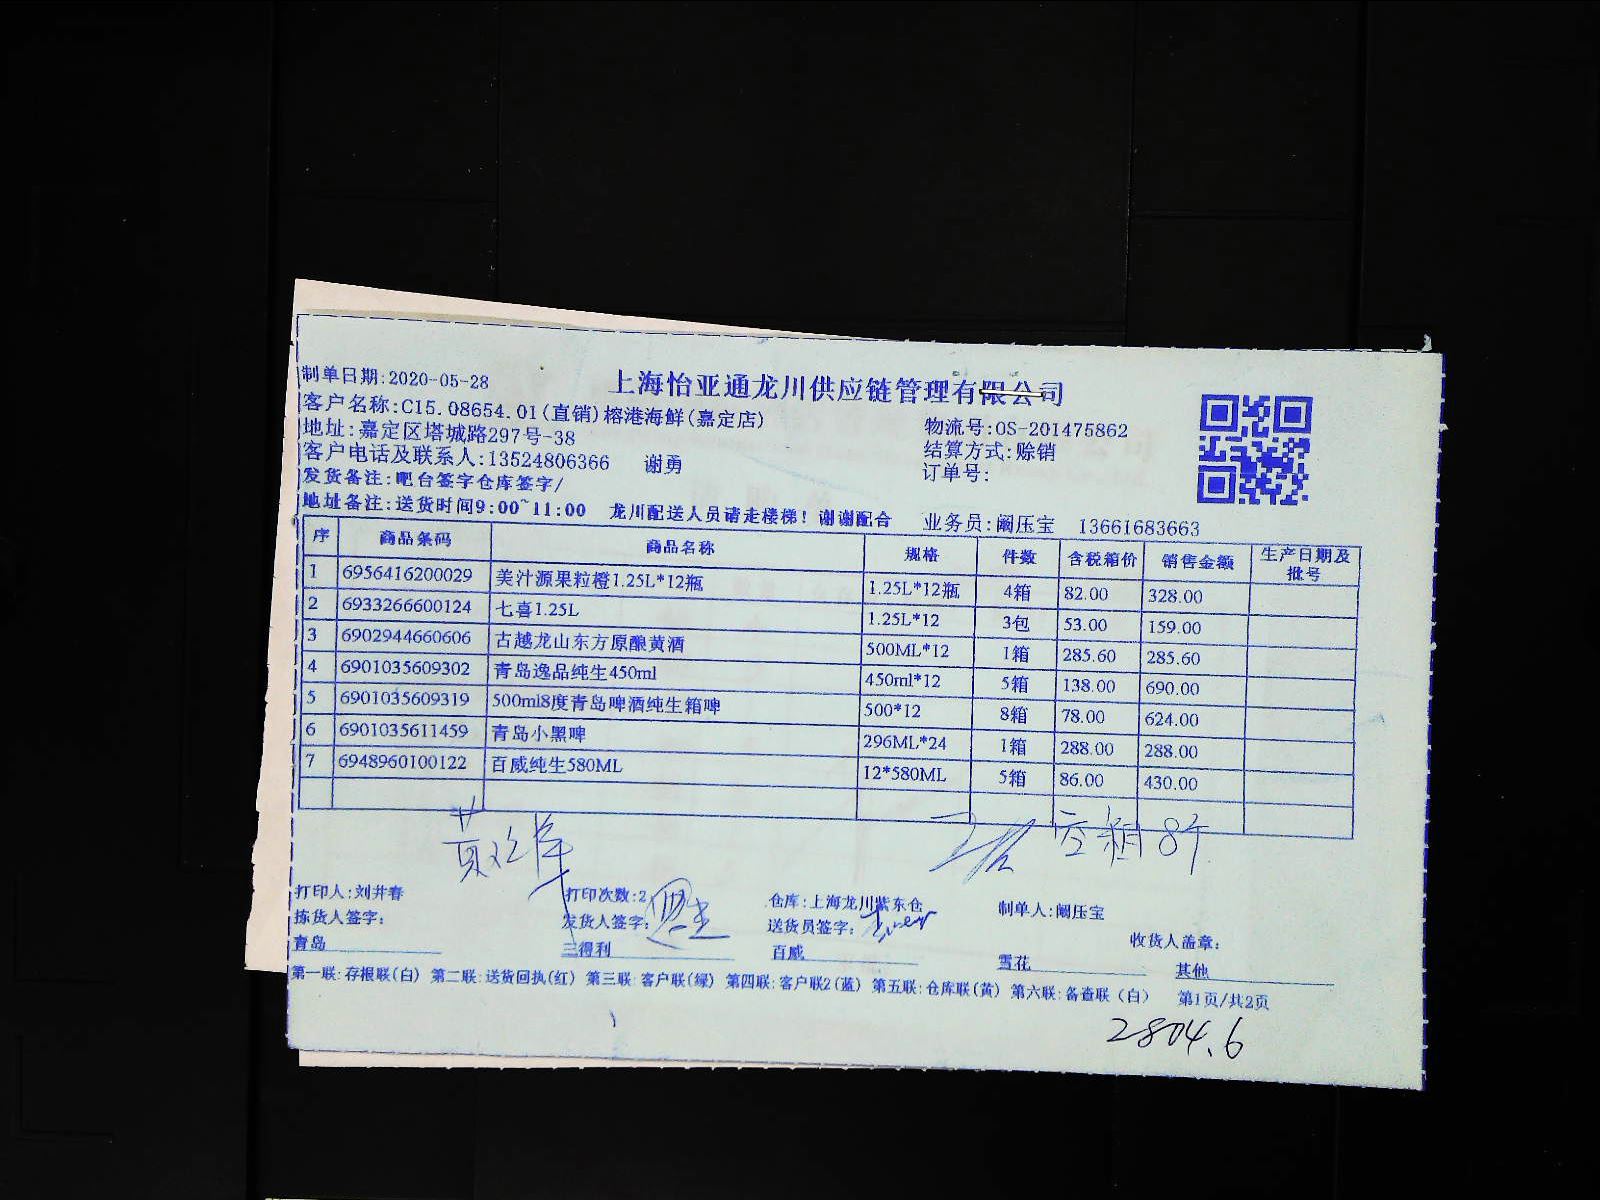 上海怡亚通龙川供应链管理有限公司
制单日期:2020-05-28
客户名称:C15.08654.01(直销)榕港海鲜(嘉定店)
物流号:OS-201475862
地址:嘉定区塔城路297号-38
结算方式:赊销
客户电话及联系人:13524806366 谢勇
订单号:
发货备注:吧台签字仓库签字/
地址备注:送货时间9:00~11:00 龙川配送人员请走楼梯！谢谢配合 业务员:阚压宝 13661683663
序 商品条码 商品名称 规格 件数 含税箱价 销售金额 生产日期及批号
1 6956416200029 美汁源果粒橙1.25L*12瓶 1.25L*12瓶 4箱 82.00 328.00
2 6933266600124 七喜1.25L 1.25L*12 3包 53.00 159.00
3 6902944660606 古越龙山东方原酿黄酒 500ML*12 1箱 285.60 285.60
4 6901035609302 青岛逸品纯生450ml 450ml*12 5箱 138.00 690.00
5 6901035609319 500ml8度青岛啤酒纯生箱啤 500*12 8箱 78.00 624.00
6 6901035611459 青岛小黑啤 296ML*24 1箱 288.00 288.00
7 6948960100122 百威纯生580ML 12*580ML 5箱 86.00 430.00
空箱8个
打印人:刘井春 打印次数:2 仓库:上海龙川紫东仓 制单人:阚压宝
拣货人签字: 发货人签字: 送货员签字: 收货人盖章:
青岛 三得利 百威 雪花 其他
第一联:存根联(白) 第二联:送货回执(红) 第三联:客户联(绿) 第四联:客户联2(蓝) 第五联:仓库联(黄) 第六联:备查联(白) 第1页/共2页
2804.6